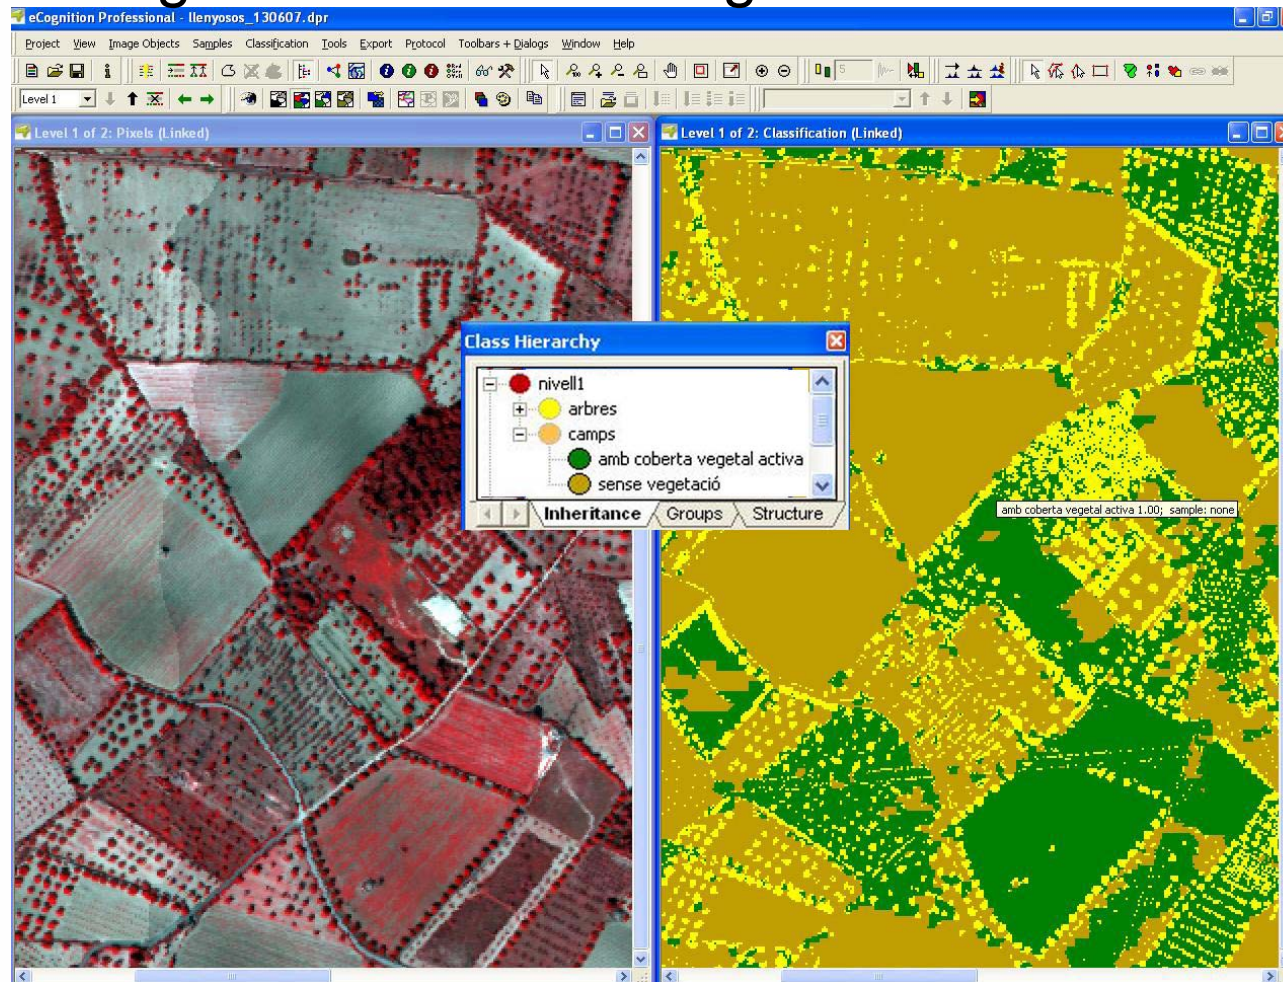 eCognition Professional - llenyosos_130607.dpr
Project View Image Objects Samples Classification Tools Export Protocol Toolbars + Dialogs Window Help
5
Level 1
Level 1 of 2: Pixels (Linked)
Level 1 of 2: Classification (Linked)
Class Hierarchy
nivell1
arbres
camps
amb coberta vegetal activa
sense vegetació
Inheritance Groups Structure
amb coberta vegetal activa 1.00; sample: none